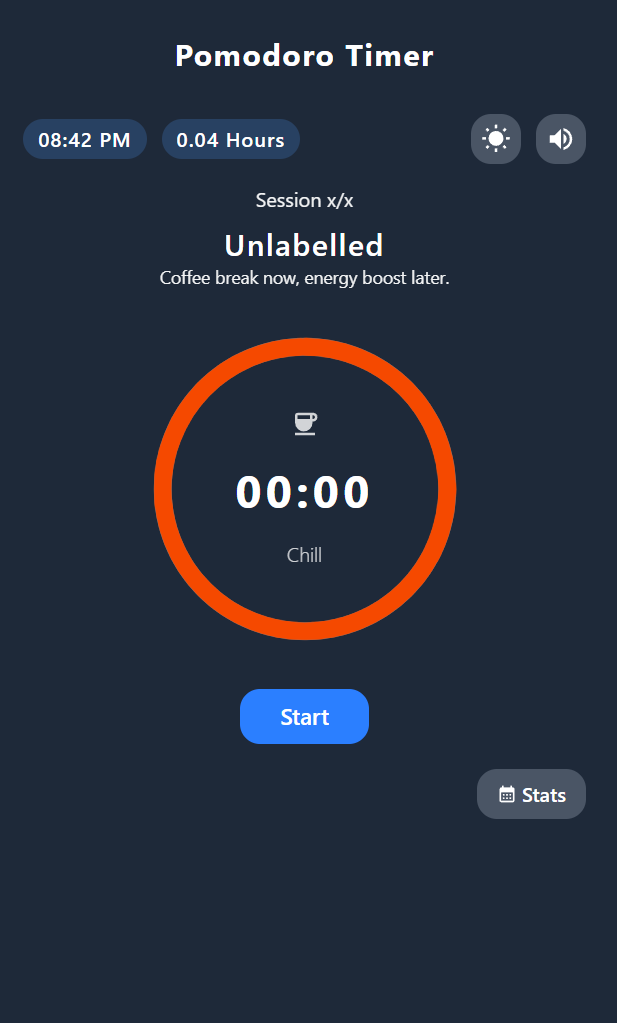 Pomodoro Timer
08:42 PM
0.04 Hours
Session x/x
Unlabelled
Coffee break now, energy boost later.
00:00
Chill
Start
Stats